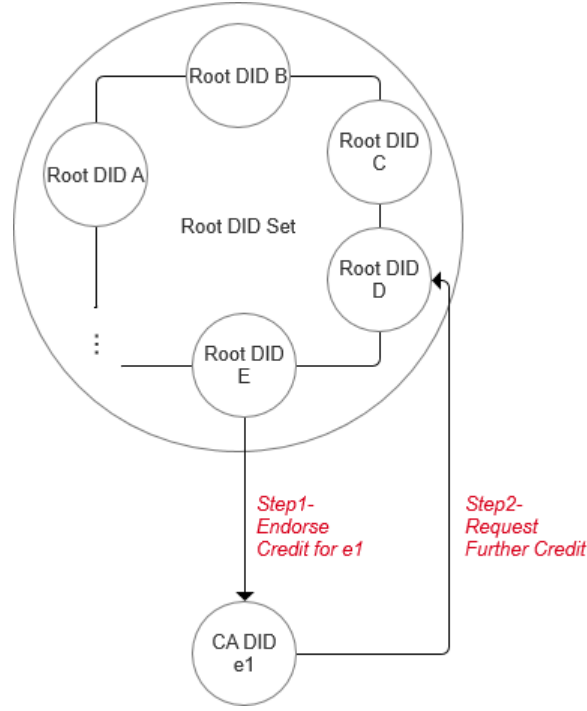 Root DID B
Root DID A
Root DID
C
Root DID Set
Root DID
D
⋮
Root DID
E
Step1-
Endorse
Credit for e1
Step2-
Request
Further Credit
CA DID
e1